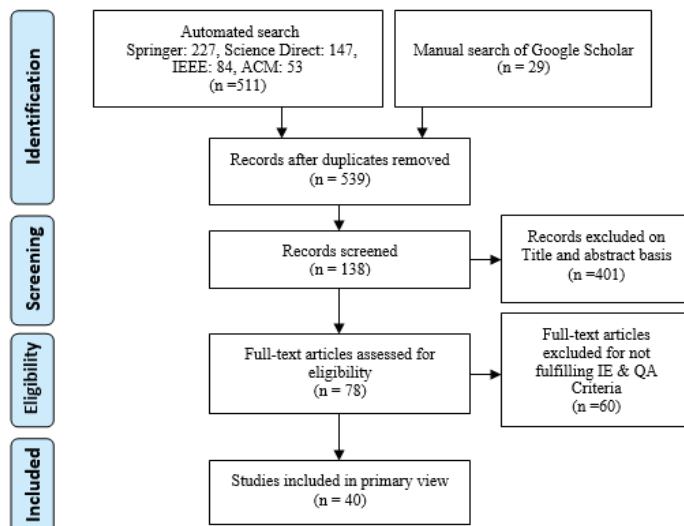 Automated search
Springer: 227, Science Direct: 147,
IEEE: 84, ACM: 53
(n =511)
Manual search of Google Scholar
(n = 29)
Identification
Records after duplicates removed
(n = 539)
Screening
Records screened
(n = 138)
Records excluded on
Title and abstract basis
(n =401)
Eligibility
Full-text articles assessed for
eligibility
(n = 78)
Full-text articles
excluded for not
fulfilling IE & QA
Criteria
(n =60)
Included
Studies included in primary view
(n = 40)